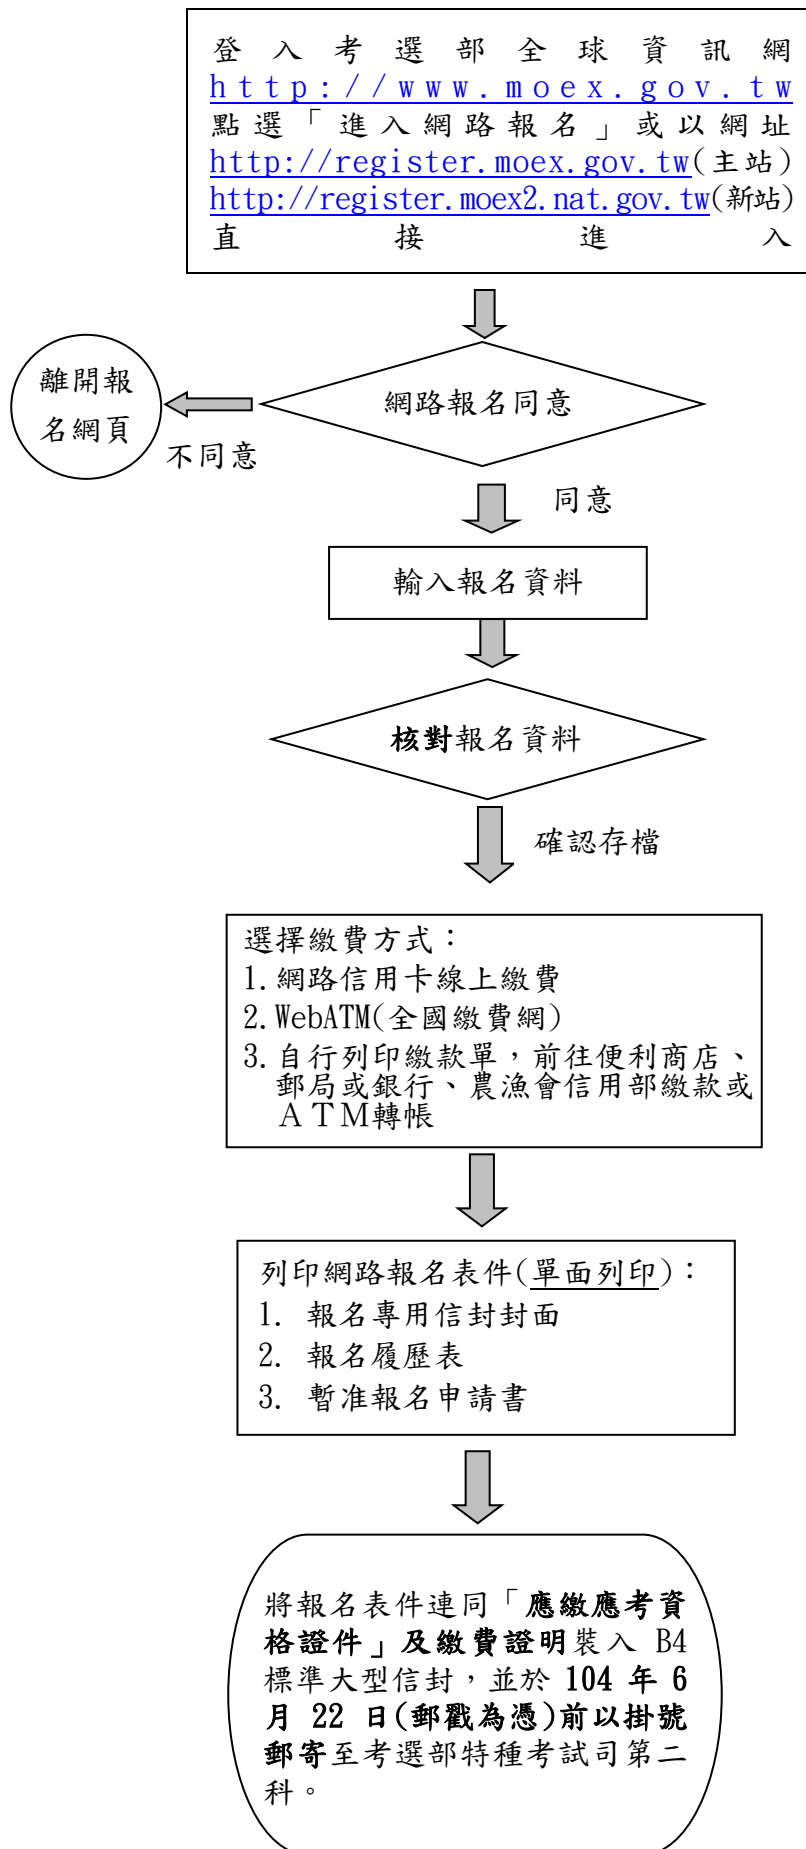 登入考選部全球資訊網
http://www.moex.gov.tw
點選「進入網路報名」或以網址
http://register.moex.gov.tw(主站)
http://register.moex2.nat.gov.tw(新站)
直接進入
網路報名同意
離開報
名網頁
不同意
同意
輸入報名資料
核對報名資料
確認存檔
選擇繳費方式：
1.網路信用卡線上繳費
2.WebATM(全國繳費網)
3.自行列印繳款單，前往便利商店、
郵局或銀行、農漁會信用部繳款或
ＡＴＭ轉帳
列印網路報名表件(單面列印)：
1. 報名專用信封封面
2. 報名履歷表
3. 暫准報名申請書
將報名表件連同「應繳應考資
格證件」及繳費證明裝入 B4
標準大型信封，並於 104 年 6
月 22 日(郵戳為憑)前以掛號
郵寄至考選部特種考試司第二
科。